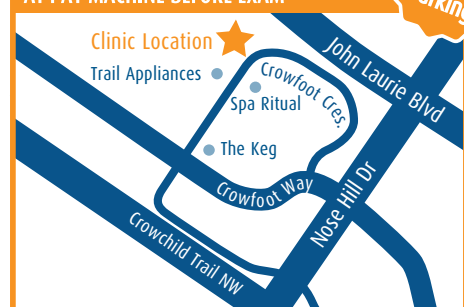 AT PAY MACHINE BEFORE EXAM
Parking
Clinic Location
John Laurie Blvd
Trail Appliances
Crowfoot Cres.
Spa Ritual
The Keg
Crowfoot Way
Nose Hill Dr
Crowchild Trail NW